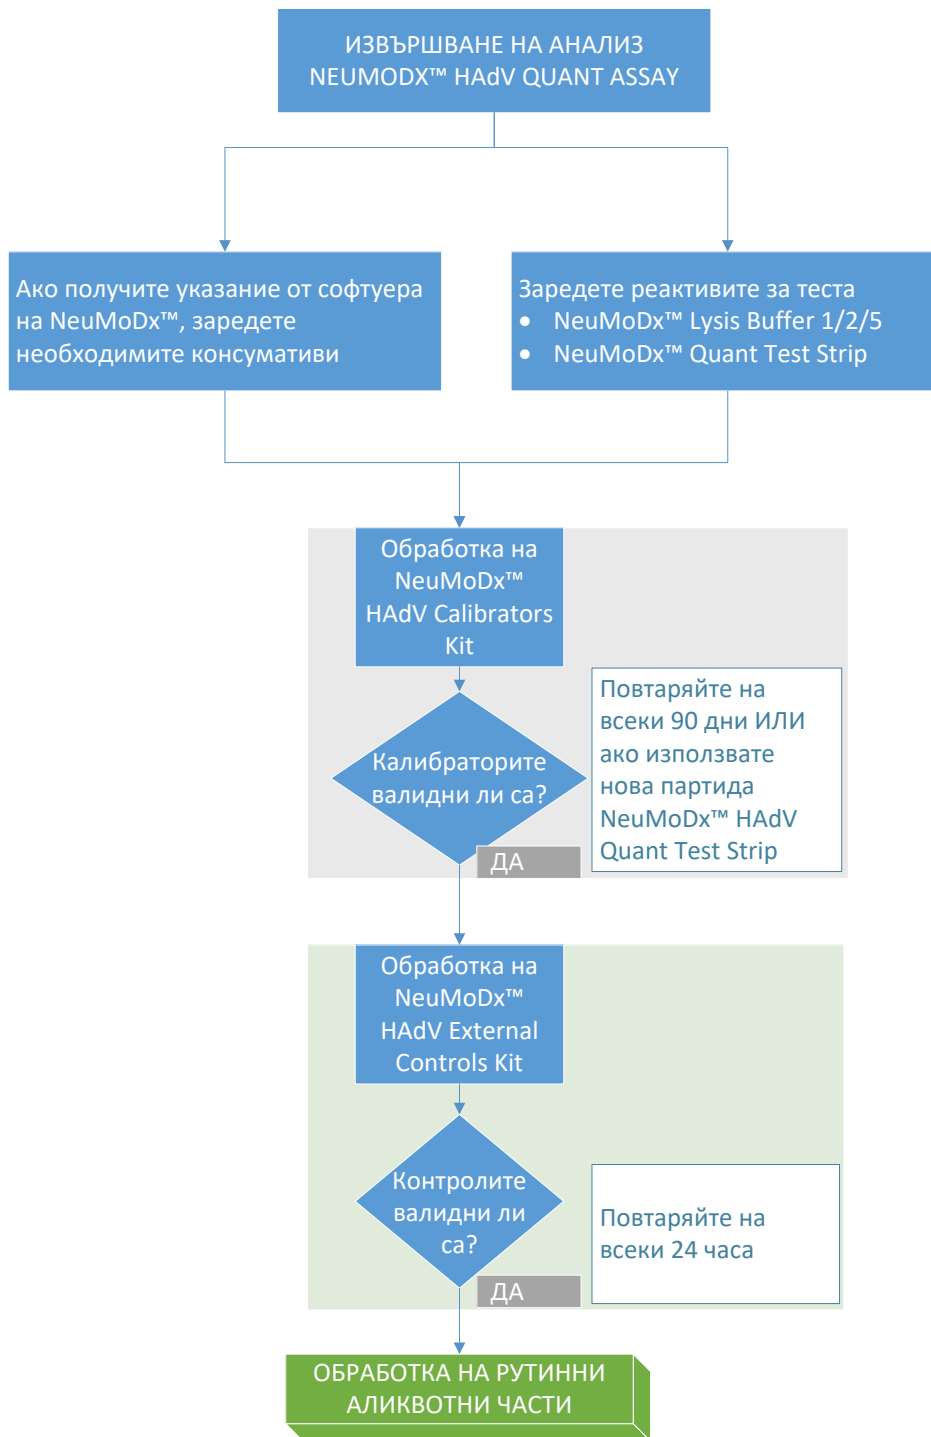 ИЗВЪРШВАНЕ НА АНАЛИЗ
NEUMODX™ HAdV QUANT ASSAY
Ако получите указание от софтуера
на NeuMoDx™, заредете
необходимите консумативи
Заредете реактивите за теста
• NeuMoDx™ Lysis Buffer 1/2/5
• NeuMoDx™ Quant Test Strip
Обработка на
NeuMoDx™
HAdV Calibrators
Kit
Калибраторите
валидни ли са?
ДА
Повтаряйте на
всеки 90 дни ИЛИ
ако използвате
нова партида
NeuMoDx™ HAdV
Quant Test Strip
Обработка на
NeuMoDx™
HAdV External
Controls Kit
Контролите
валидни ли
са?
ДА
Повтаряйте на
всеки 24 часа
ОБРАБОТКА НА РУТИННИ
АЛИКВОТНИ ЧАСТИ